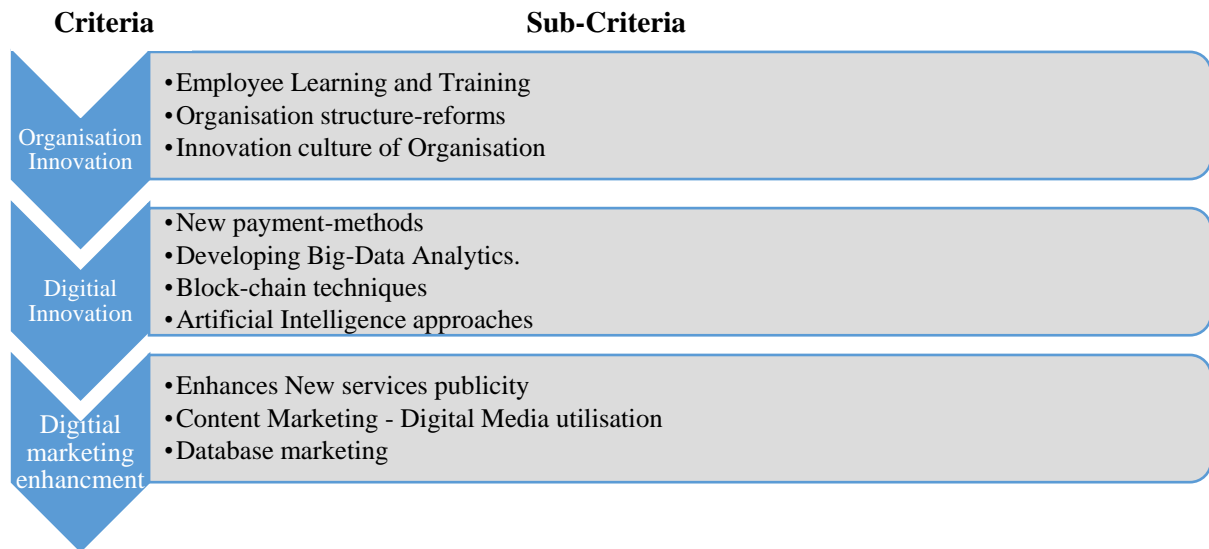 Criteria
Sub-Criteria
Organisation
Innovation
•Employee Learning and Training
•Organisation structure-reforms
•Innovation culture of Organisation
Digitial
Innovation
•New payment-methods
•Developing Big-Data Analytics.
•Block-chain techniques
•Artificial Intelligence approaches
Digitial
marketing
enhancment
•Enhances New services publicity
•Content Marketing - Digital Media utilisation
•Database marketing